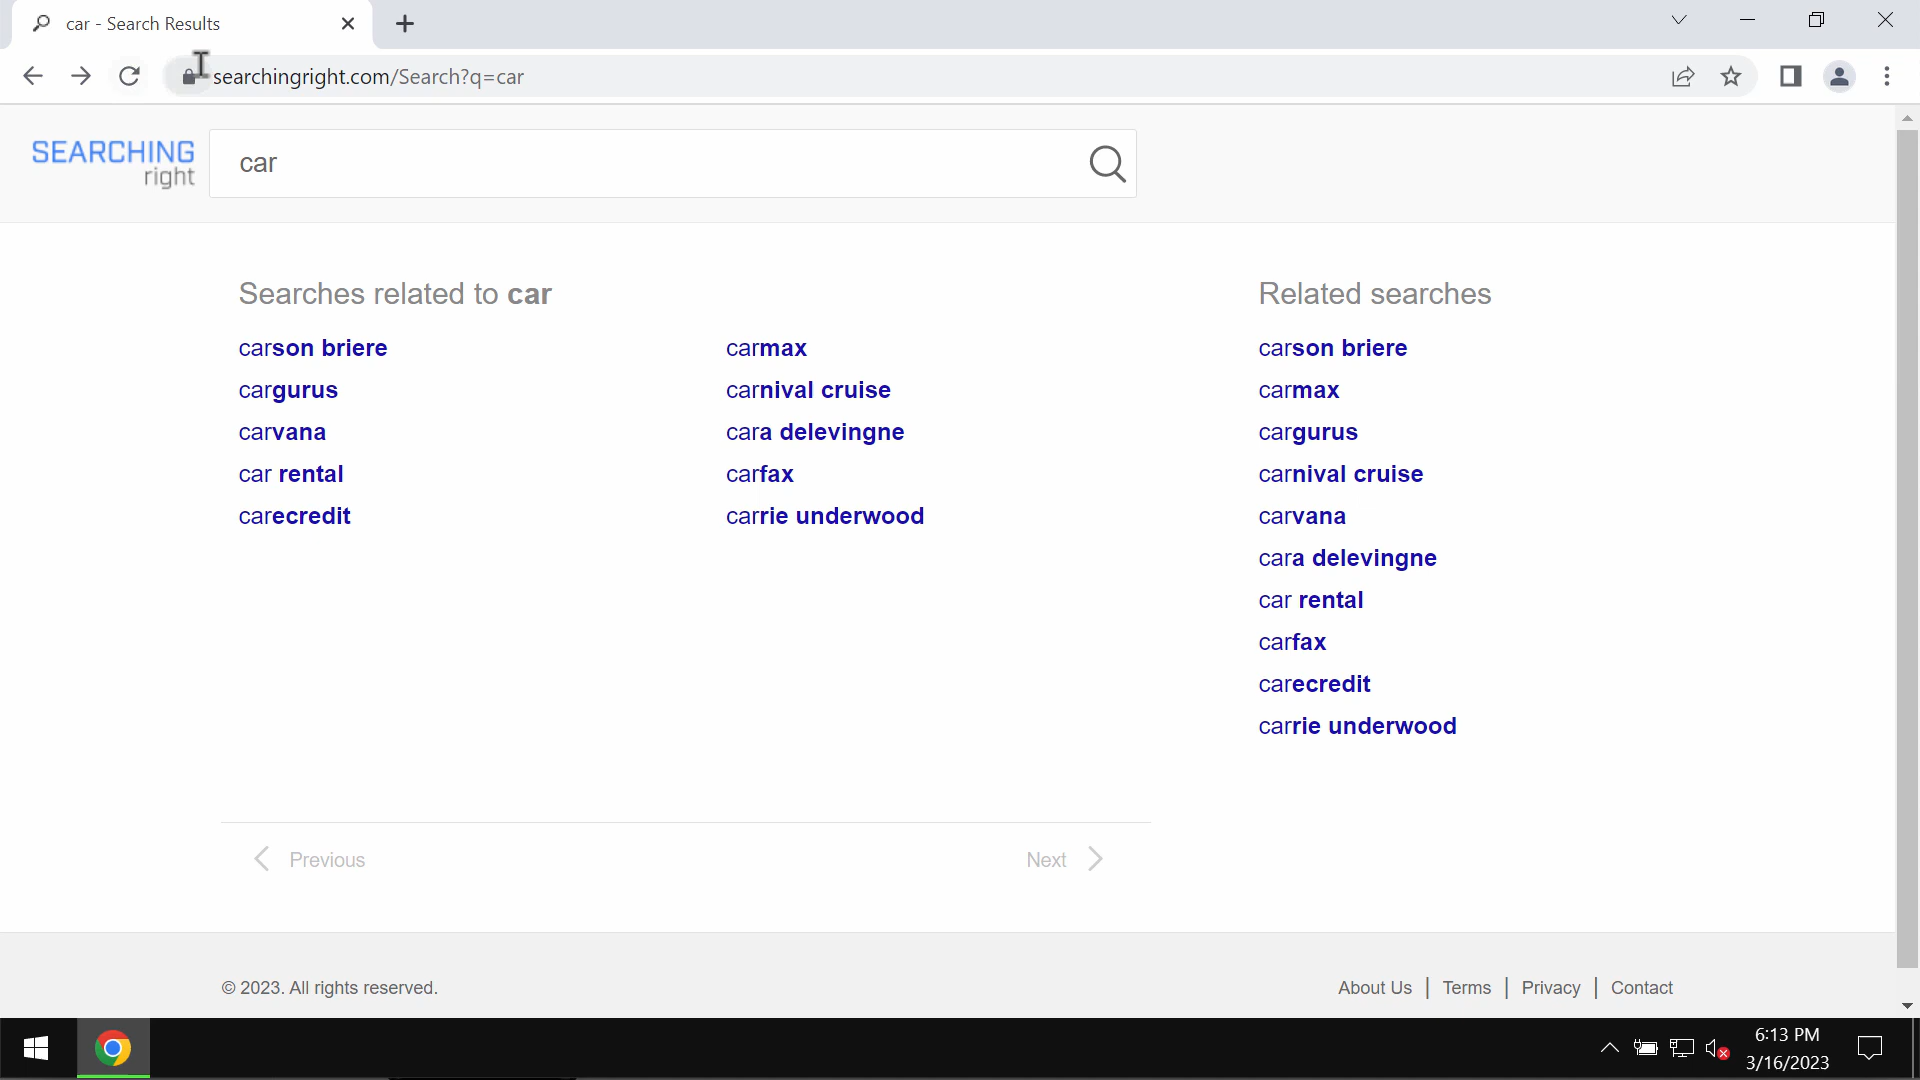 car - Search Results
searchingright.com/Search?q=car
SEARCHING
right
car
Searches related to car
carson briere
cargurus
carvana
car rental
carecredit
carmax
carnival cruise
cara delevingne
carfax
carrie underwood
Related searches
carson briere
carmax
cargurus
carnival cruise
carvana
cara delevingne
car rental
carfax
carecredit
carrie underwood
Previous
Next
© 2023. All rights reserved.
About Us | Terms | Privacy | Contact
6:13 PM
3/16/2023